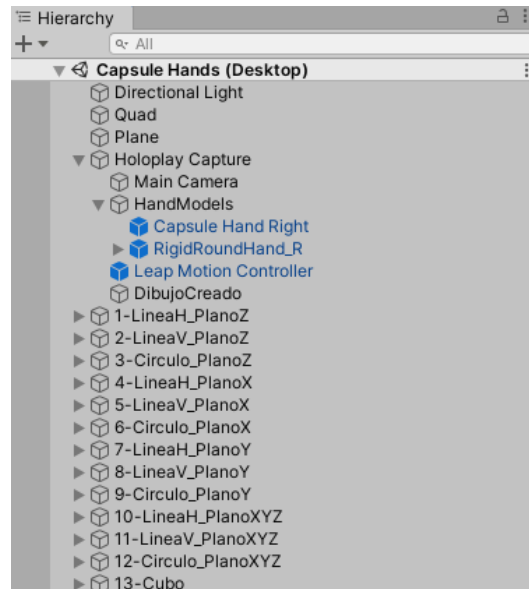 Hierarchy
All
Capsule Hands (Desktop)
Directional Light
Quad
Plane
Holoplay Capture
Main Camera
HandModels
Capsule Hand Right
RigidRoundHand_R
Leap Motion Controller
DibujoCreado
1-LineaH_PlanoZ
2-LineaV_PlanoZ
3-Circulo_PlanoZ
4-LineaH_PlanoX
5-LineaV_PlanoX
6-Circulo_PlanoX
7-LineaH_PlanoY
8-LineaV_PlanoY
9-Circulo_PlanoY
10-LineaH_PlanoXYZ
11-LineaV_PlanoXYZ
12-Circulo_PlanoXYZ
13-Cubo